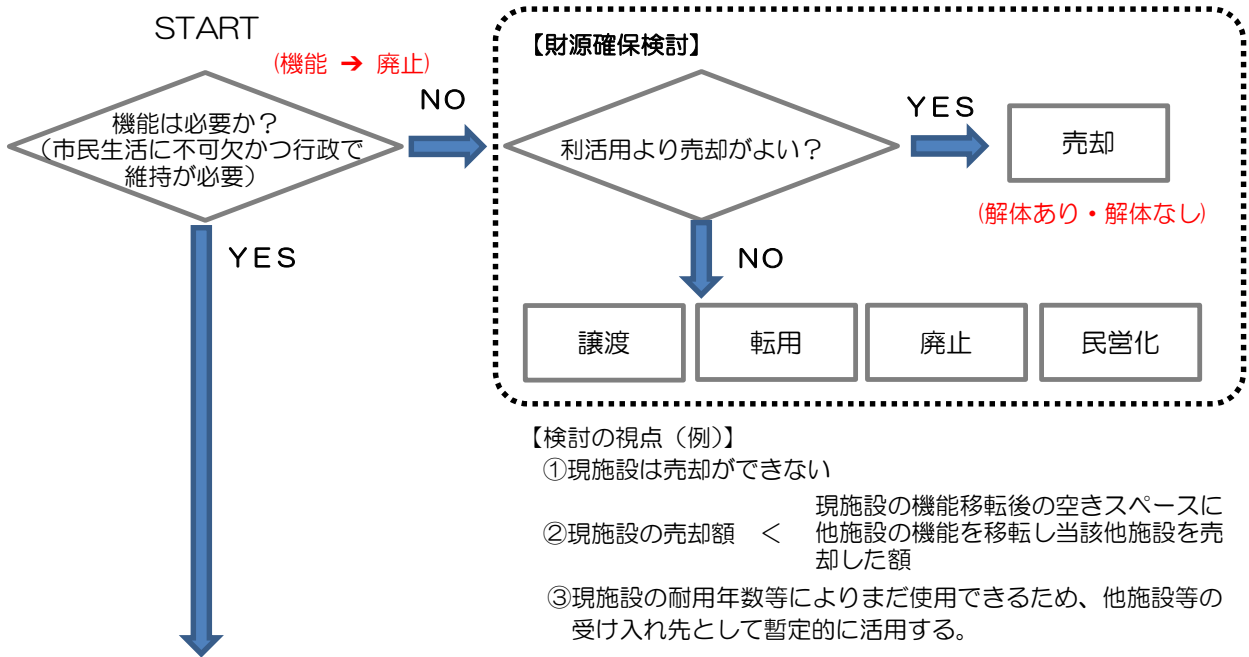 START
(機能 ➔ 廃止)
機能は必要か？
（市民生活に不可欠かつ行政で
維持が必要）
NO
YES
【財源確保検討】
利活用より売却がよい？
YES
売却
(解体あり・解体なし)
NO
譲渡
転用
廃止
民営化
【検討の視点（例）】
①現施設は売却ができない
②現施設の売却額　＜
現施設の機能移転後の空きスペースに
他施設の機能を移転し当該他施設を売
却した額
③現施設の耐用年数等によりまだ使用できるため、他施設等の
受け入れ先として暫定的に活用する。